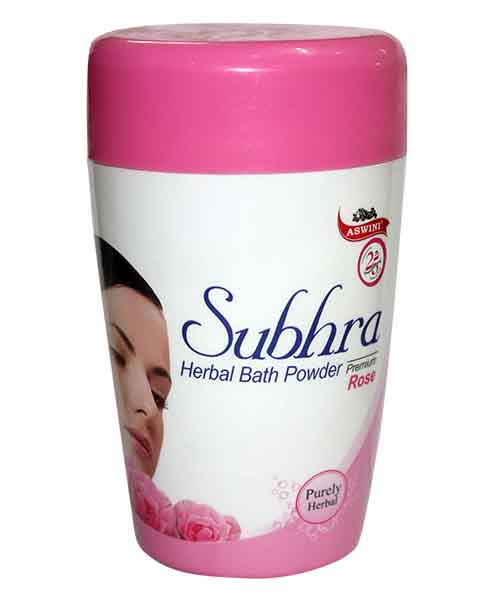 ASWINI
Subhra
Herbal Bath Powder
Premium
Rose
Purely
Herbal